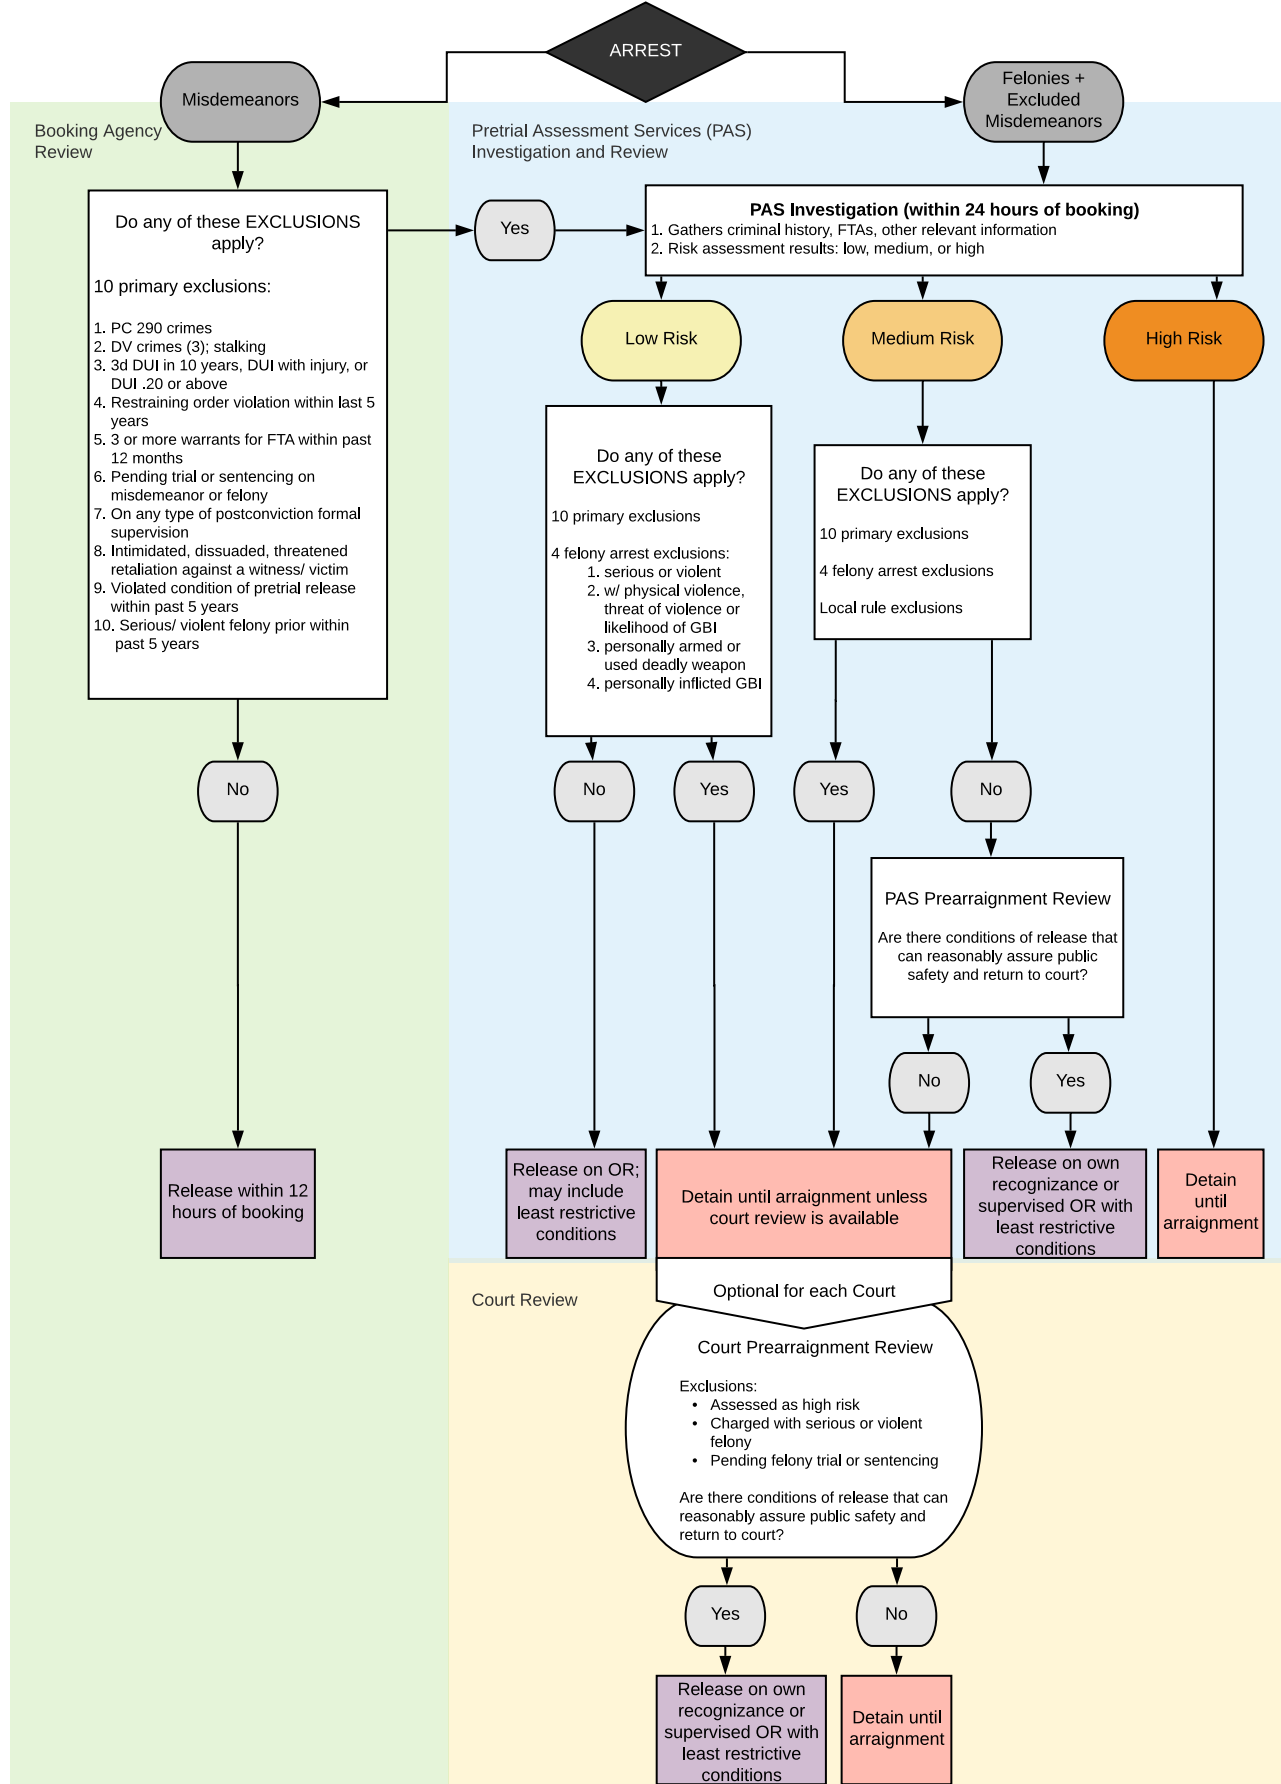 ARREST
Misdemeanors
Felonies +
Excluded
Misdemeanors
Booking Agency
Review
Pretrial Assessment Services (PAS)
Investigation and Review
Do any of these EXCLUSIONS
apply?
10 primary exclusions:
1. PC 290 crimes
2. DV crimes (3); stalking
3. 3d DUI in 10 years, DUI with injury, or
DUI .20 or above
4. Restraining order violation within last 5
years
5. 3 or more warrants for FTA within past
12 months
6. Pending trial or sentencing on
misdemeanor or felony
7. On any type of postconviction formal
supervision
8. Intimidated, dissuaded, threatened
retaliation against a witness/ victim
9. Violated condition of pretrial release
within past 5 years
10. Serious/ violent felony prior within
past 5 years
Yes
PAS Investigation (within 24 hours of booking)
1. Gathers criminal history, FTAs, other relevant information
2. Risk assessment results: low, medium, or high
Low Risk
Medium Risk
High Risk
Do any of these
EXCLUSIONS apply?
10 primary exclusions
4 felony arrest exclusions:
1. serious or violent
2. w/ physical violence,
threat of violence or
likelihood of GBI
3. personally armed or
used deadly weapon
4. personally inflicted GBI
Do any of these
EXCLUSIONS apply?
10 primary exclusions
4 felony arrest exclusions
Local rule exclusions
No
No
Yes
Yes
No
PAS Prearraignment Review
Are there conditions of release that
can reasonably assure public
safety and return to court?
No
Yes
Release within 12
hours of booking
Release on OR;
may include
least restrictive
conditions
Detain until arraignment unless
court review is available
Release on own
recognizance or
supervised OR with
least restrictive
conditions
Detain
until
arraignment
Court Review
Optional for each Court
Court Prearraignment Review
Exclusions:
• Assessed as high risk
• Charged with serious or violent
felony
• Pending felony trial or sentencing
Are there conditions of release that can
reasonably assure public safety and
return to court?
Yes
No
Release on own
recognizance or
supervised OR with
least restrictive
conditions
Detain until
arraignment